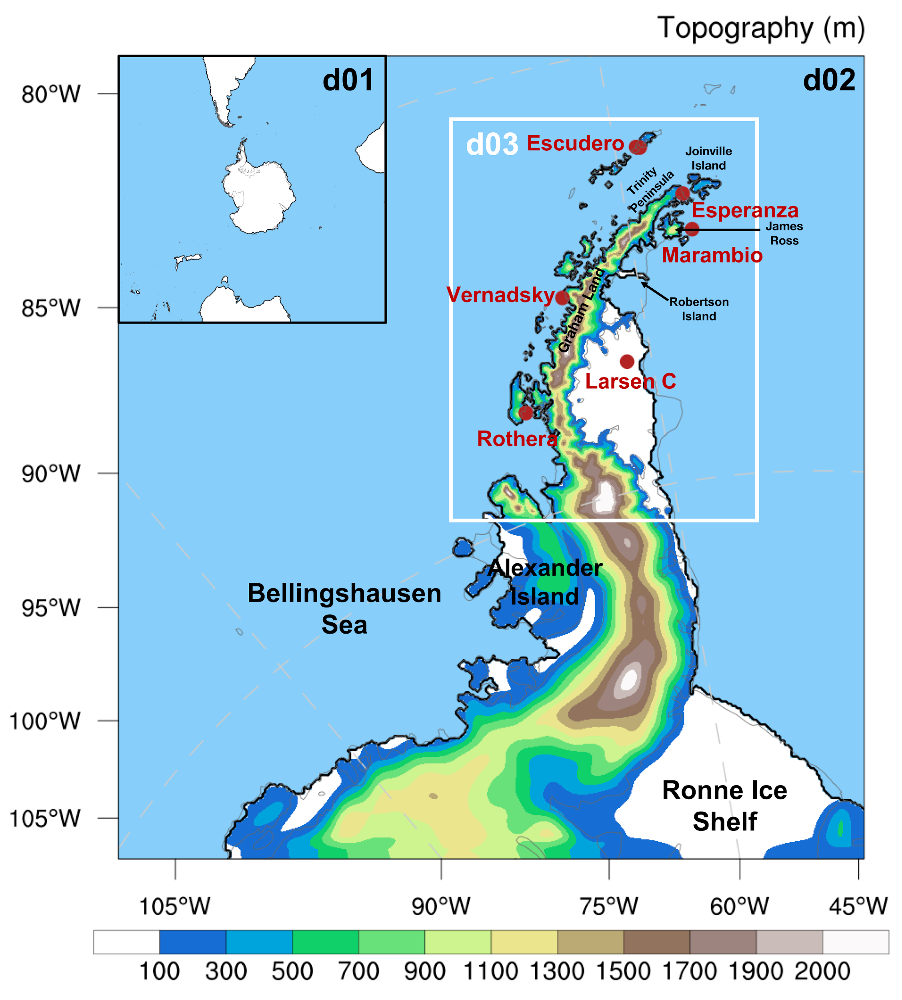 Topography (m)
d01
d02
80°W
d03
Escudero
Joinville
Island
Trinity
Peninsula
Esperanza
James
Ross
Marambio
Vernadsky
Graham Land
Robertson
Island
85°W
Larsen C
Rothera
90°W
Alexander
Island
Bellingshausen
Sea
95°W
100°W
Ronne Ice
Shelf
105°W
105°W 90°W 75°W 60°W 45°W
100 300 500 700 900 1100 1300 1500 1700 1900 2000